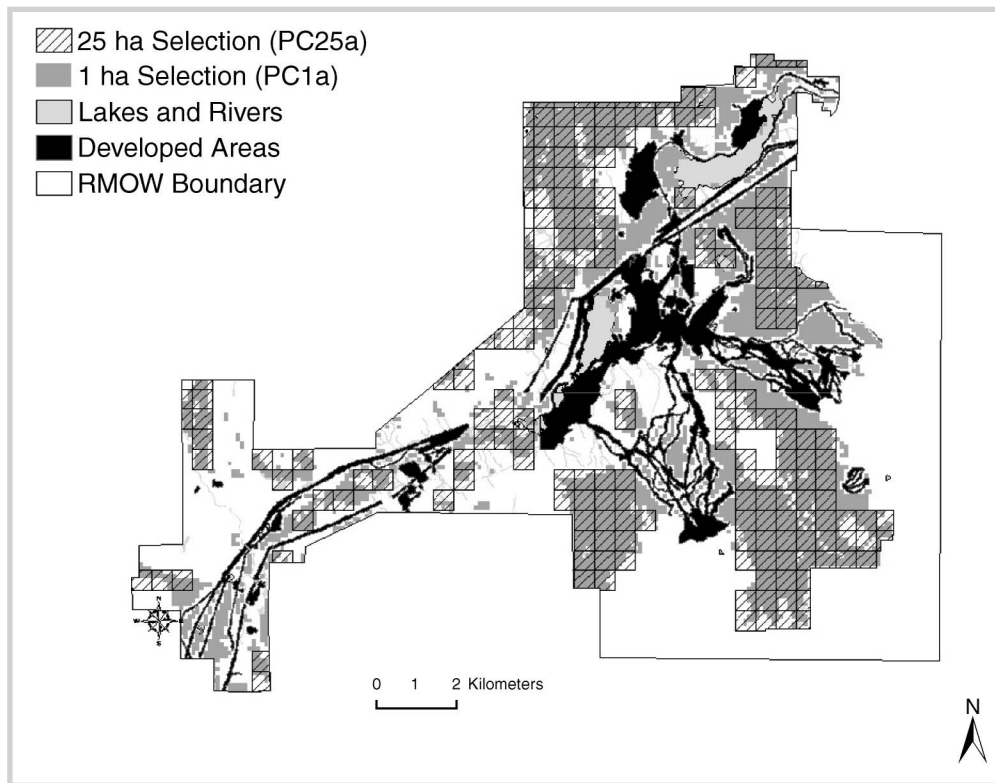 25 ha Selection (PC25a)
1 ha Selection (PC1a)
Lakes and Rivers
Developed Areas
RMOW Boundary
N
W
S
0 1 2 Kilometers
N